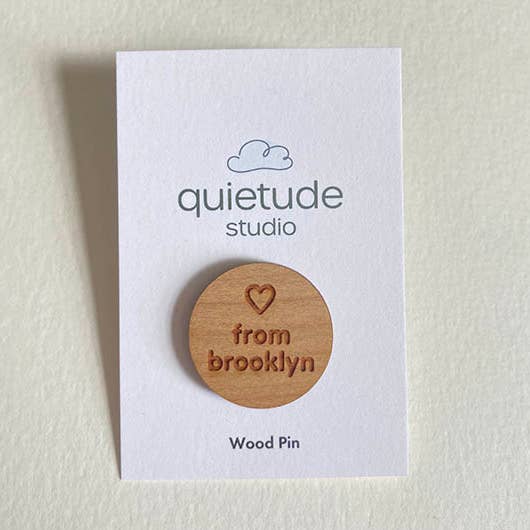 quietude
studio
from
brooklyn
Wood Pin